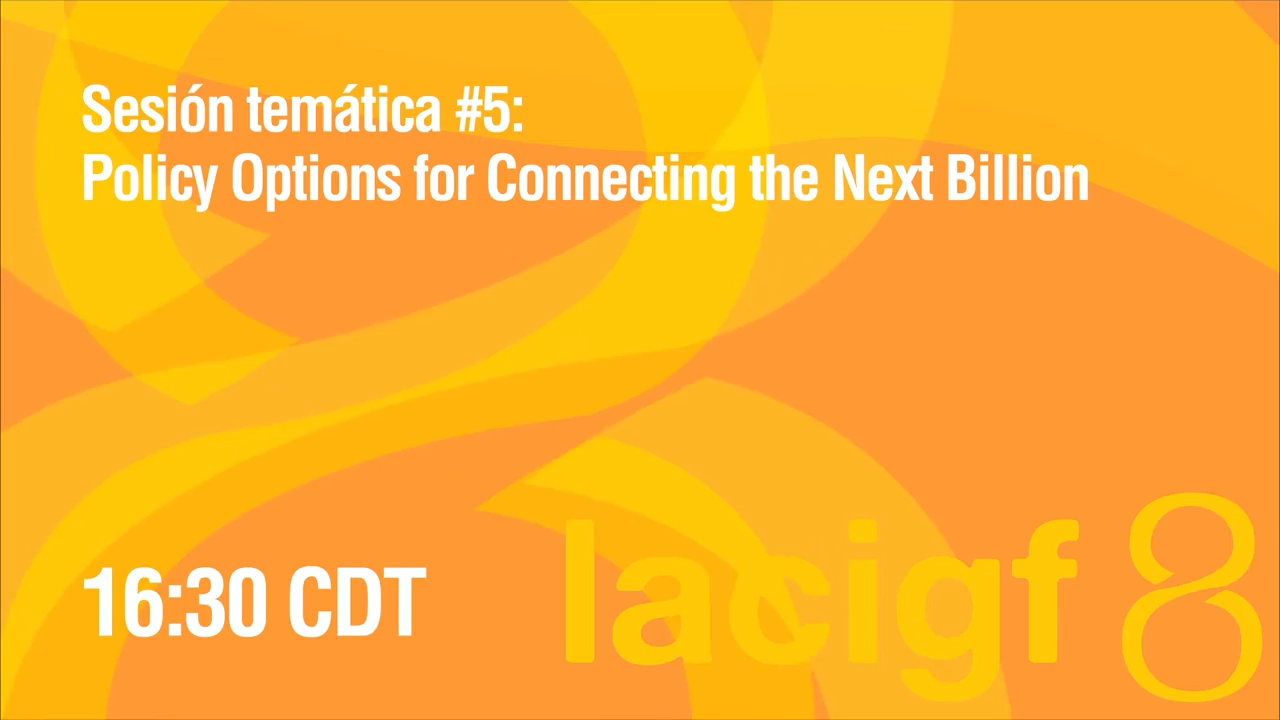 Sesión temática #5:
Policy Options for Connecting the Next Billion
16:30 CDT
lacigf 8